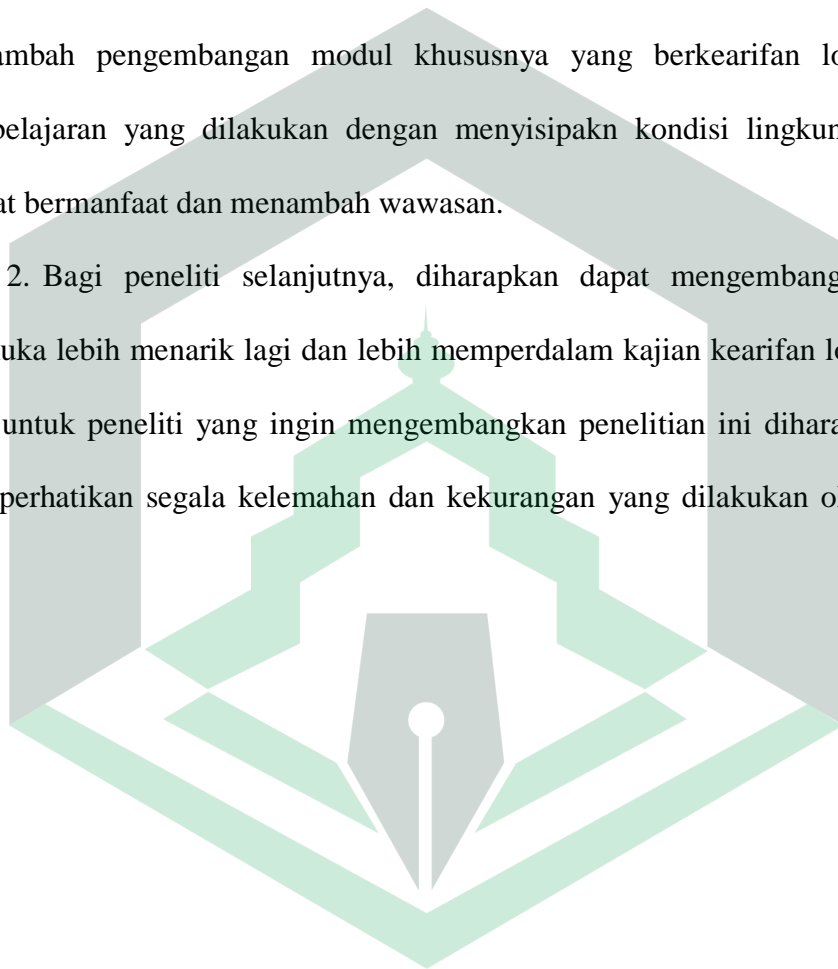 ambah pengembangan modul khususnya yang berkearifan lo
pelajaran yang dilakukan dengan menyisipakn kondisi lingkun
at bermanfaat dan menambah wawasan.
2. Bagi peneliti selanjutnya, diharapkan dapat mengembang
uka lebih menarik lagi dan lebih memperdalam kajian kearifan lo
untuk peneliti yang ingin mengembangkan penelitian ini dihara
perhatikan segala kelemahan dan kekurangan yang dilakukan ol